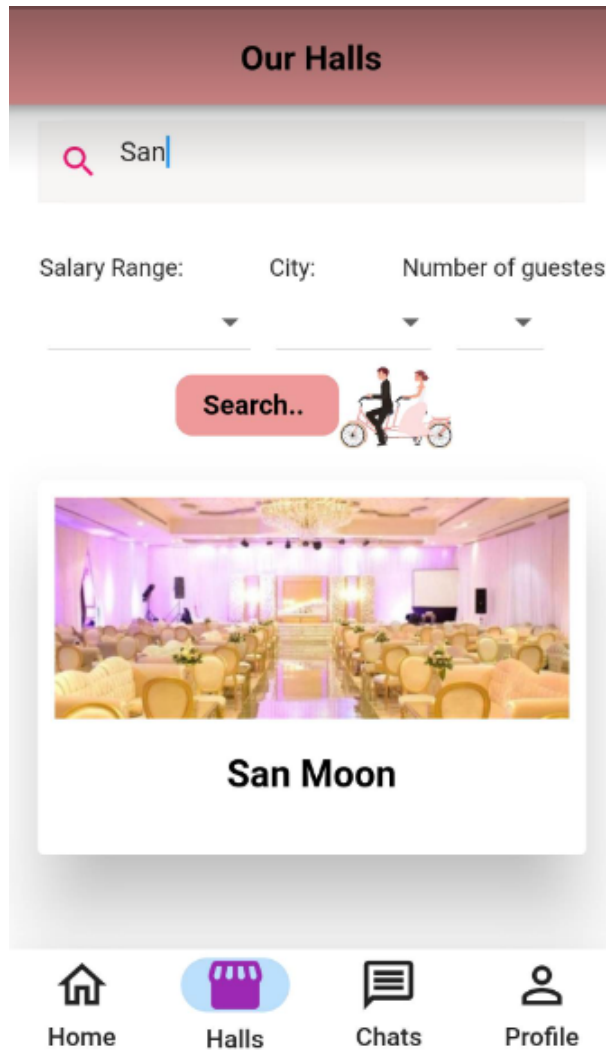 Our Halls
San
Salary Range: City: Number of guestes
Search..
San Moon
Home Halls Chats Profile